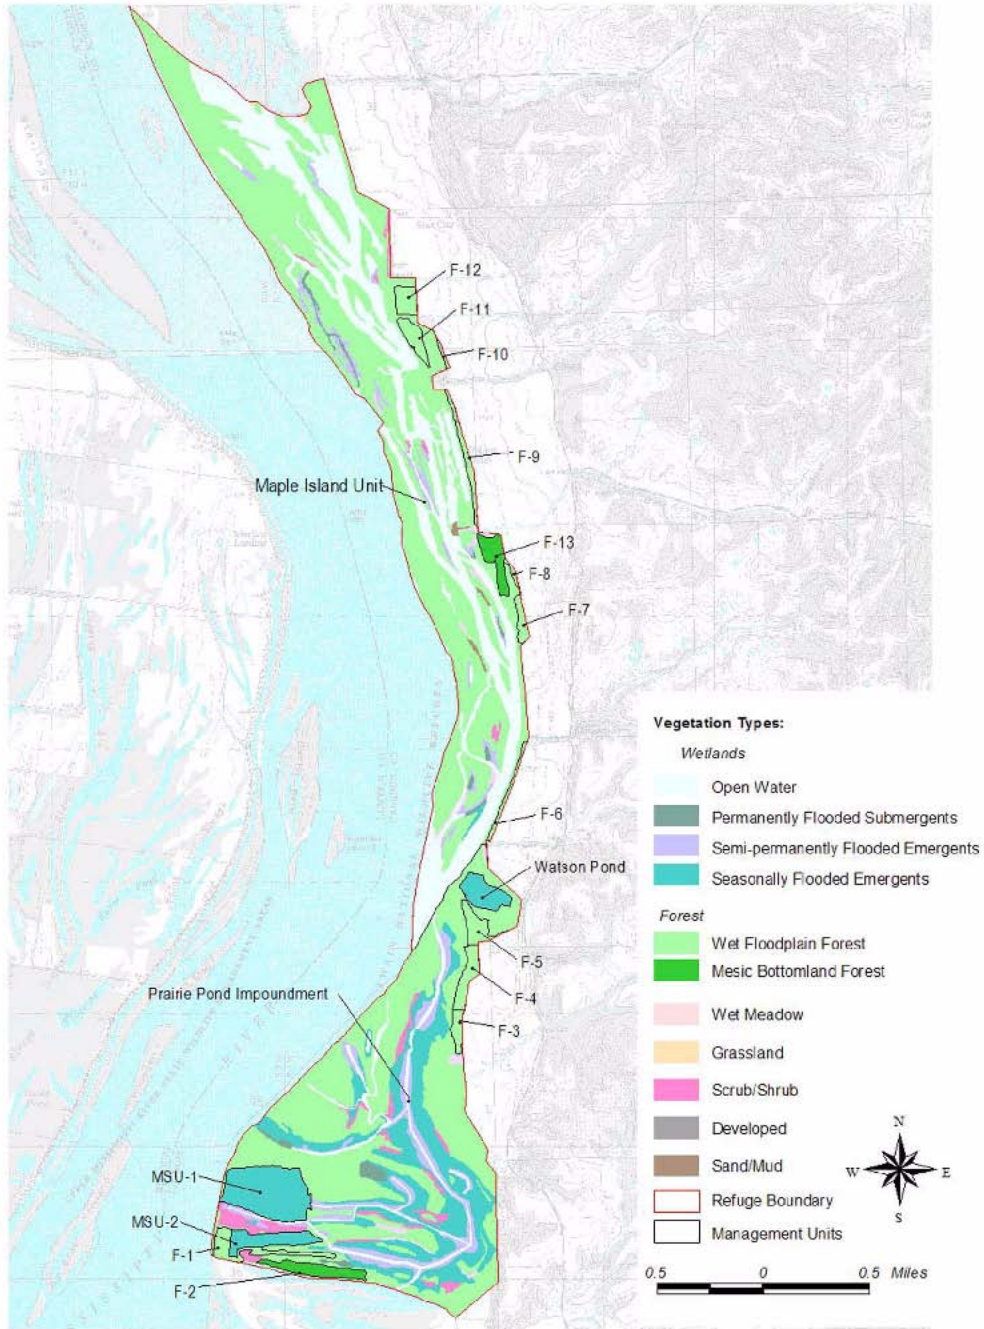 F-12
F-11
F-10
F-9
Maple Island Unit
F-13
F-8
F-7
F-6
Watson Pond
F-5
Prairie Pond Impoundment
F-4
F-3
MSU-1
MSU-2
F-1
F-2
Vegetation Types:
Wetlands
Open Water
Permanently Flooded Submergents
Semi-permanently Flooded Emergents
Seasonally Flooded Emergents
Forest
Wet Floodplain Forest
Mesic Bottomland Forest
Wet Meadow
Grassland
Scrub/Shrub
Developed
Sand/Mud
Refuge Boundary
Management Units
N
W E
S
0.5 0 0.5 Miles